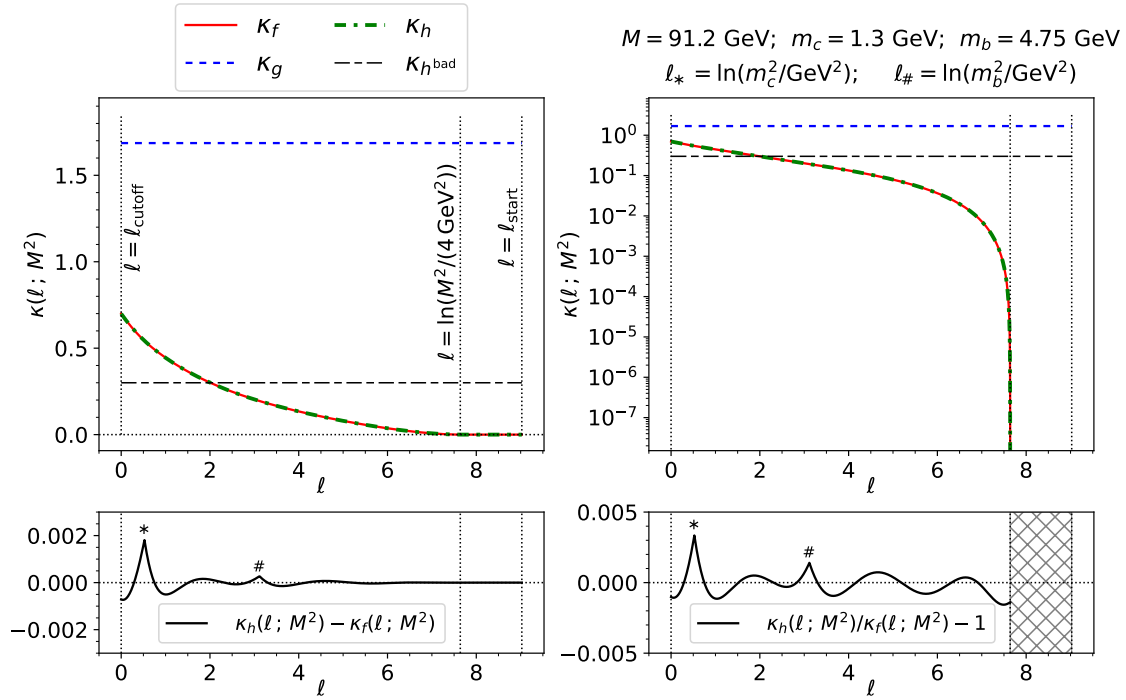 κ_f
κ_g
κ_h
κ_{h^bad}
M = 91.2 GeV; m_c = 1.3 GeV; m_b = 4.75 GeV
ℓ_* = ln(m_c^2/GeV^2); ℓ_# = ln(m_b^2/GeV^2)
κ(ℓ; M^2)
1.5
1.0
0.5
0.0
ℓ = ℓ_cutoff
ℓ = ln(M^2/(4 GeV^2))
ℓ = ℓ_start
0 2 4 6 8
ℓ
κ(ℓ; M^2)
10^0
10^−1
10^−2
10^−3
10^−4
10^−5
10^−6
10^−7
0 2 4 6 8
ℓ
0.002
0.000
−0.002
*
#
κ_h(ℓ; M^2) − κ_f(ℓ; M^2)
0 2 4 6 8
ℓ
0.005
0.000
−0.005
*
#
κ_h(ℓ; M^2)/κ_f(ℓ; M^2) − 1
0 2 4 6 8
ℓ